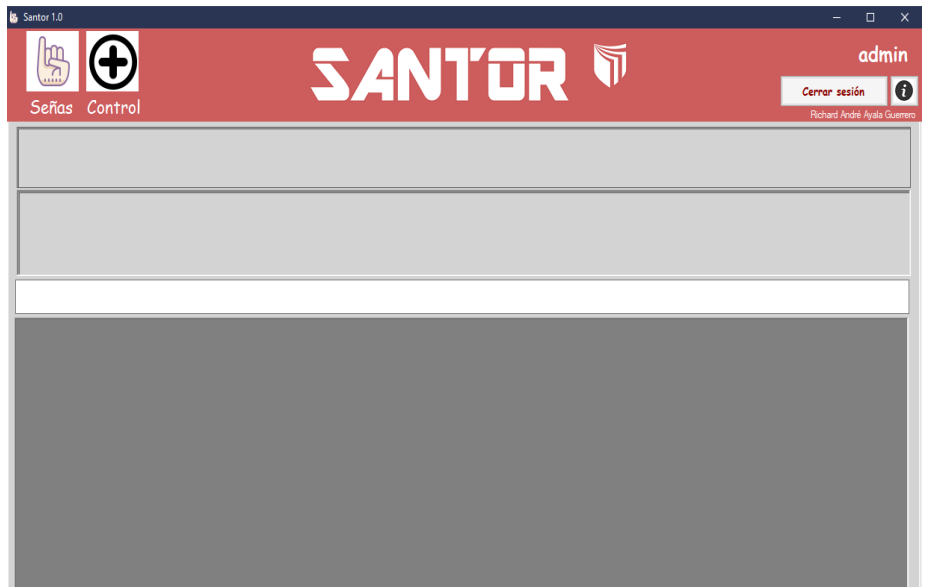 Santor 1.0
SANTOR
admin
Cerrar sesión
i
Señas Control
Richard André Ayala Guerrero